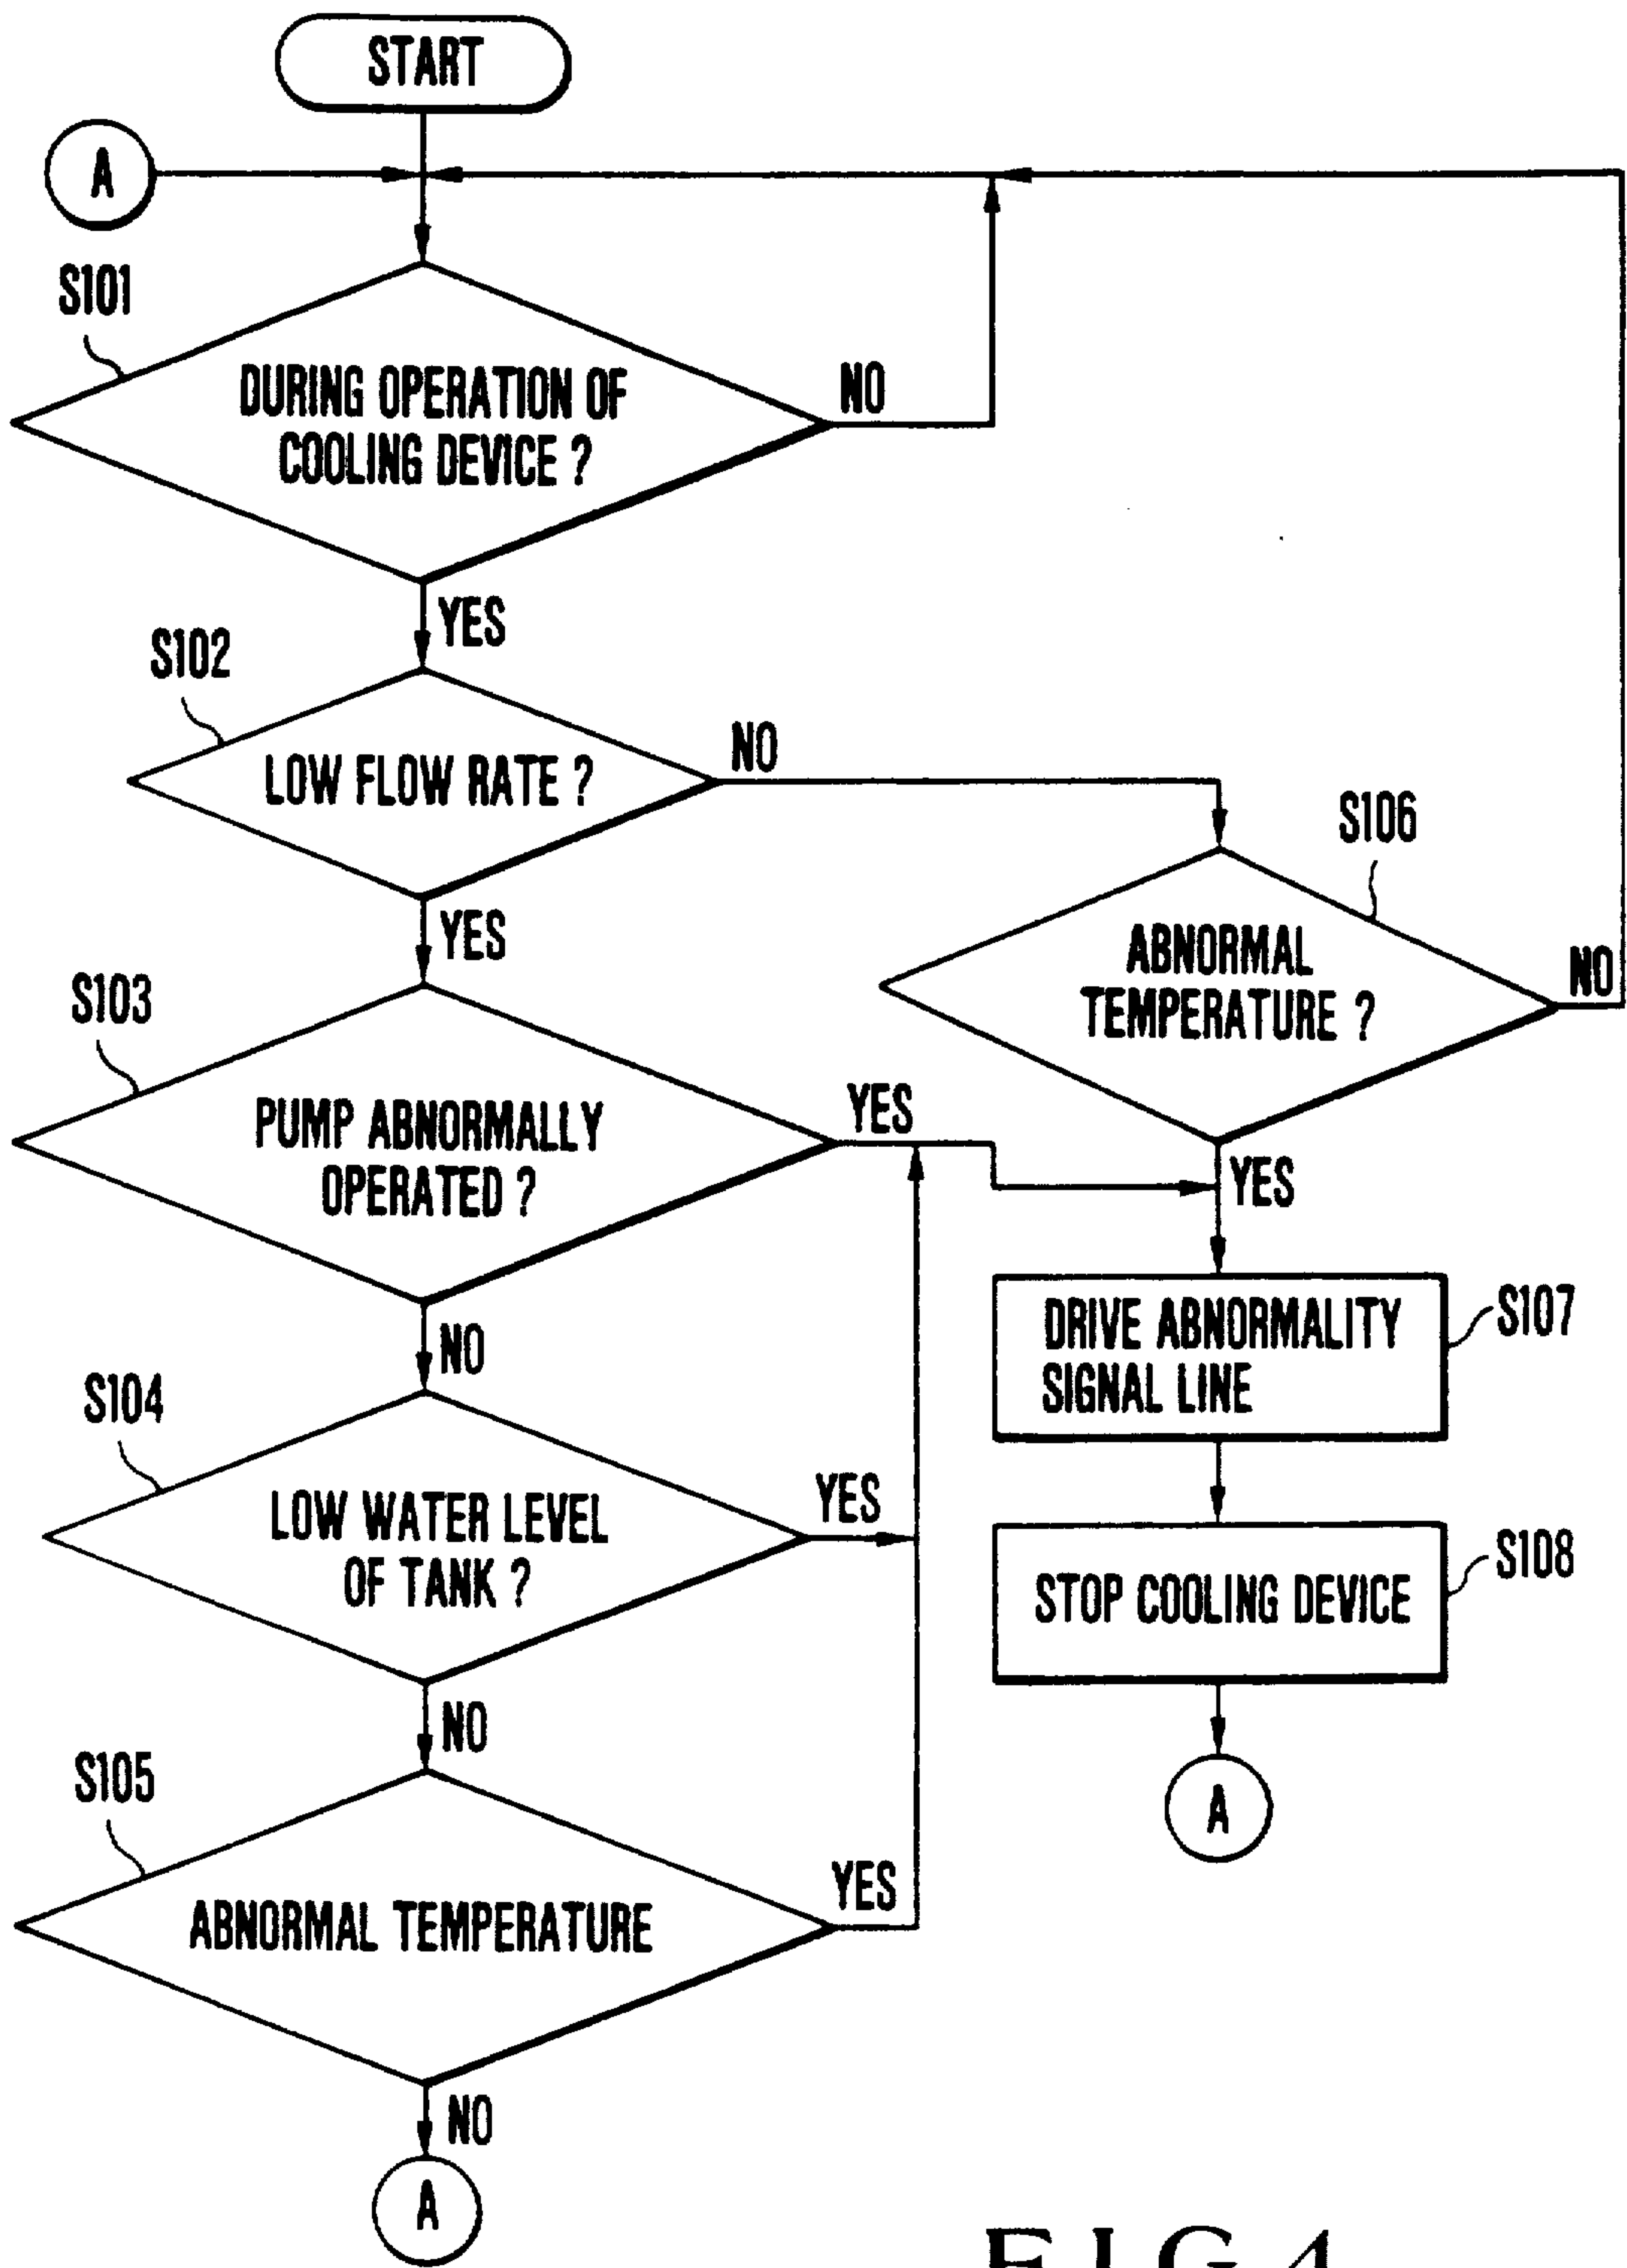 START
A
S101
DURING OPERATION OF
COOLING DEVICE ?
NO
YES
S102
LOW FLOW RATE ?
NO
YES
S106
ABNORMAL
TEMPERATURE ?
NO
YES
S103
PUMP ABNORMALLY
OPERATED ?
YES
NO
S107
DRIVE ABNORMALITY
SIGNAL LINE
S104
LOW WATER LEVEL
OF TANK ?
YES
NO
S108
STOP COOLING DEVICE
A
S105
ABNORMAL TEMPERATURE
YES
NO
A
FIG.4